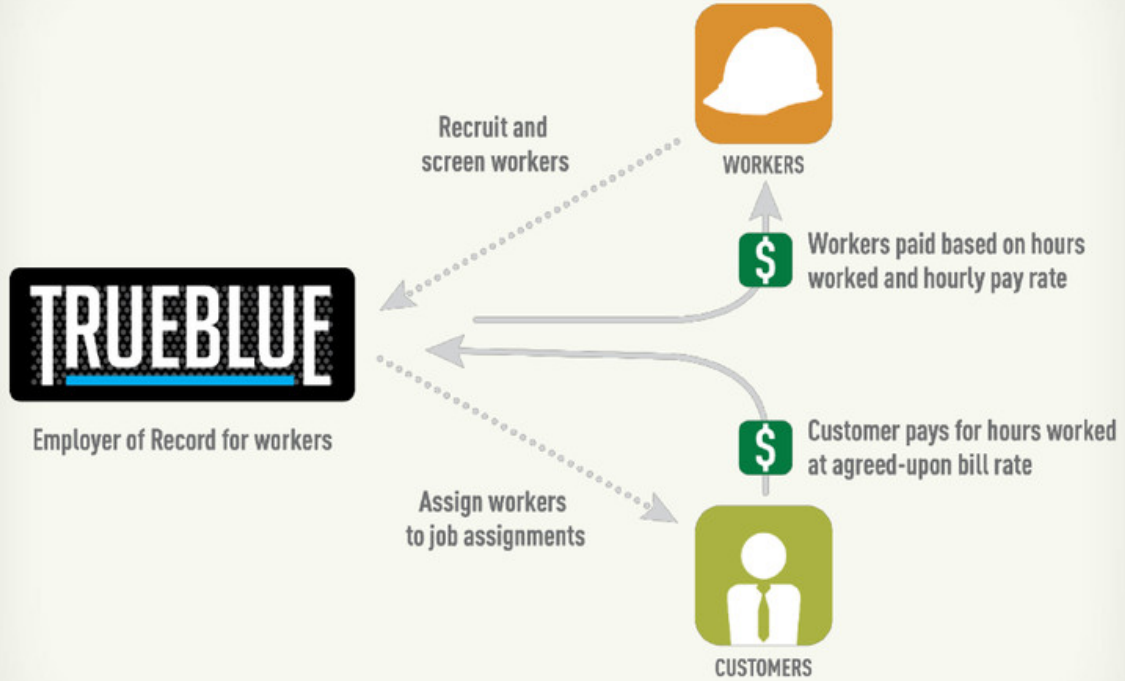 Recruit and
screen workers
WORKERS
$
Workers paid based on hours
worked and hourly pay rate
TRUEBLUE
Employer of Record for workers
$
Customer pays for hours worked
at agreed-upon bill rate
Assign workers
to job assignments
CUSTOMERS